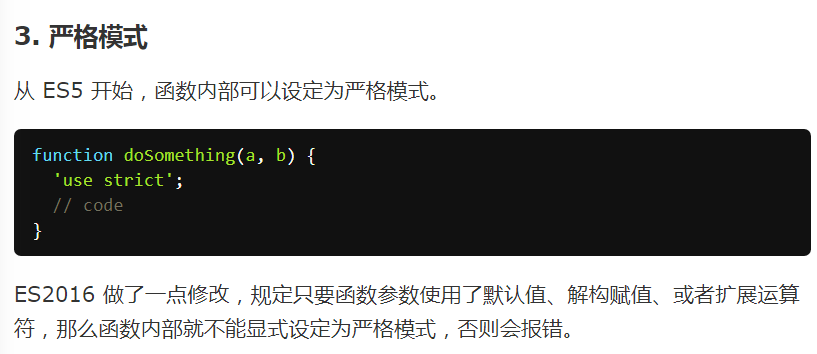 3. 严格模式
从 ES5 开始，函数内部可以设定为严格模式。
function doSomething(a, b) {
  'use strict';
  // code
}
ES2016 做了一点修改，规定只要函数参数使用了默认值、解构赋值、或者扩展运算
符，那么函数内部就不能显式设定为严格模式，否则会报错。